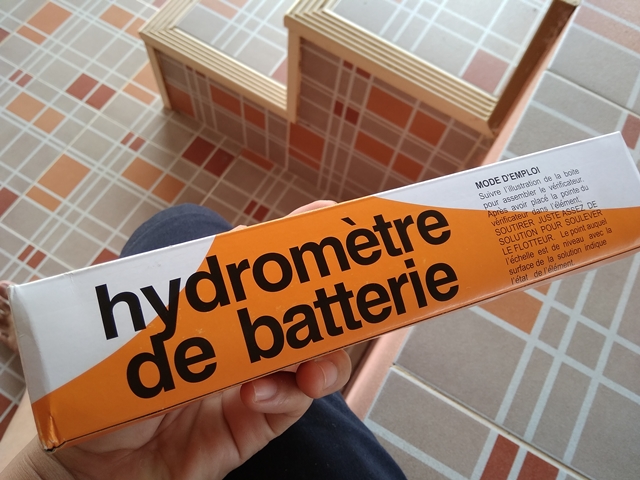 hydromètre
de batterie
MODE D'EMPLOI
Suivre l'illustration de la boite
pour assembler le vérificateur.
Après avoir placé la pointe du
vérificateur dans l'élément,
SOUTIRER, JUSTE ASSEZ DE
SOLUTION POUR SOULEVER
LE FLOTTEUR. Le point auquel
l'échelle est de niveau avec la
surface de la solution indique
l'état de l'élément.